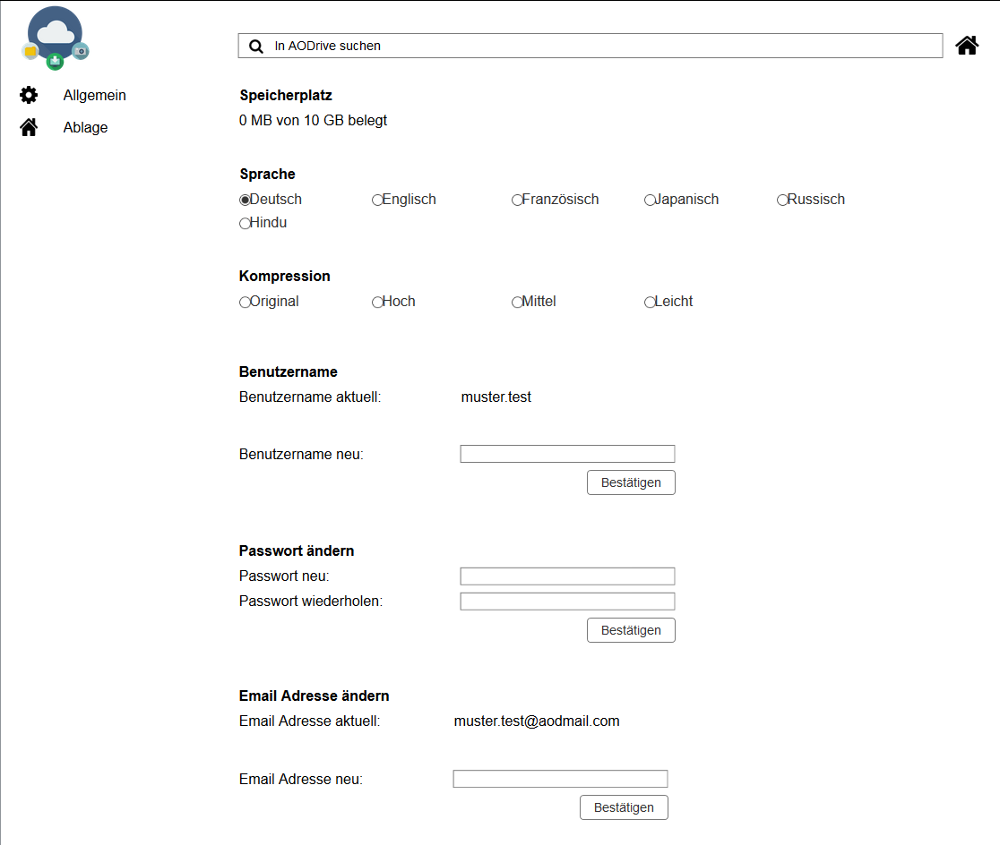 In AODrive suchen
Allgemein
Ablage
Speicherplatz
0 MB von 10 GB belegt
Sprache
Deutsch Englisch Französisch Japanisch Russisch
Hindu
Kompression
Original Hoch Mittel Leicht
Benutzername
Benutzername aktuell: muster.test
Benutzername neu:
Bestätigen
Passwort ändern
Passwort neu:
Passwort wiederholen:
Bestätigen
Email Adresse ändern
Email Adresse aktuell: muster.test@aodmail.com
Email Adresse neu:
Bestätigen